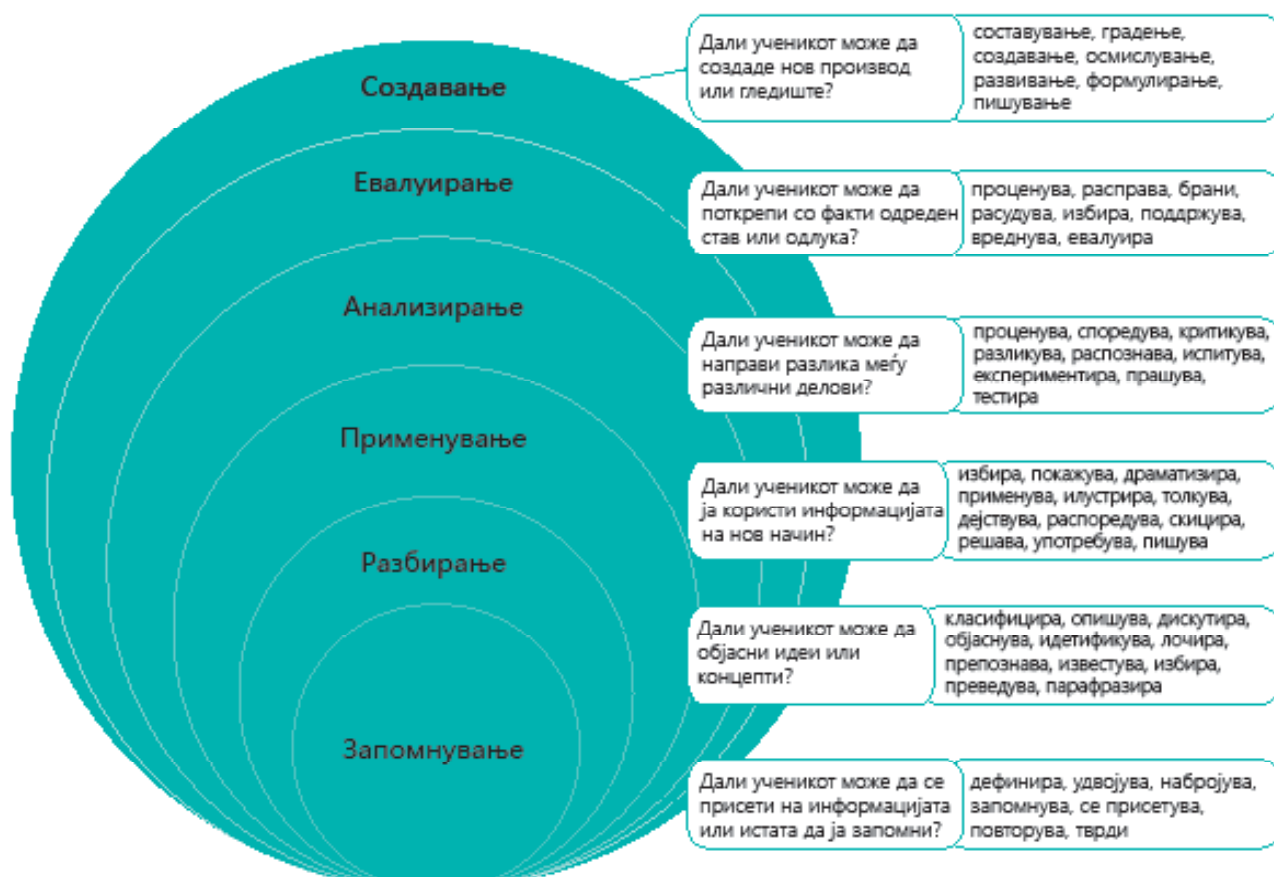 Создавање
Дали ученикот може да
создаде нов производ
или гледиште?
составување, градење,
создавање, осмислување,
развивање, формулирање,
пишување
Евалуирање
Дали ученикот може да
поткрепи со факти одреден
став или одлука?
проценува, расправа, брани,
расудува, избира, поддржува,
вреднува, евалуира
Анализирање
Дали ученикот може да
направи разлика меѓу
различни делови?
проценува, споредува, критикува,
разликува, распознава, испитува,
експериментира, прашува,
тестира
Применување
Дали ученикот може да
ја користи информацијата
на нов начин?
избира, покажува, драматизира,
применува, илустрира, толкува,
дејствува, распоредува, скицира,
решава, употребува, пишува
Разбирање
Дали ученикот може да
објасни идеи или
концепти?
класифицира, опишува, дискутира,
објаснува, идетификува, лочира,
препознава, известува, избира,
преведува, парафразира
Запомнување
Дали ученикот може да се
присети на информацијата
или истата да ја запомни?
дефинира, удвојува, набројува,
запомнува, се присетува,
повторува, тврди